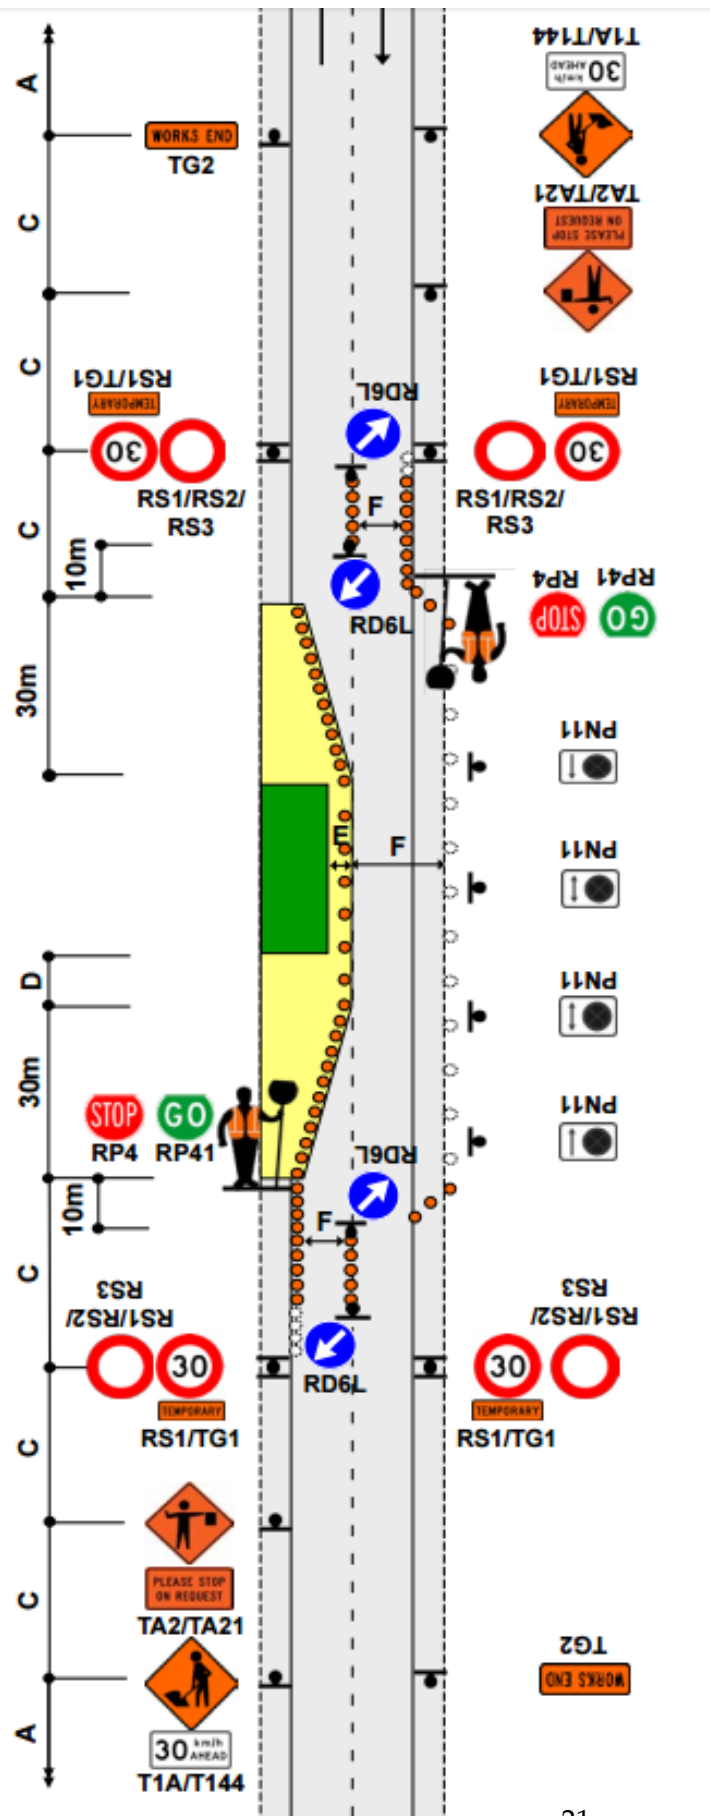 T1A/T144
A
30 km/h
AHEAD
WORKS END
TG2
TA2/TA21
C
PLEASE STOP
ON REQUEST
C
RS1/TG1
TEMPORARY
30
RS1/RS2/
RS3
RD6L
RS1/TG1
TEMPORARY
30
RS1/RS2/
RS3
C
F
10m
RP4
RP41
STOP
GO
RD6L
30m
PN11
E
F
PN11
D
PN11
30m
STOP
GO
RP4
RP41
PN11
RD6L
10m
F
C
RS1/RS2/
RS3
30
TEMPORARY
RS1/TG1
RD6L
RS1/RS2/
RS3
30
TEMPORARY
RS1/TG1
C
PLEASE STOP
ON REQUEST
TA2/TA21
C
TG2
WORKS END
A
30 km/h
AHEAD
T1A/T144